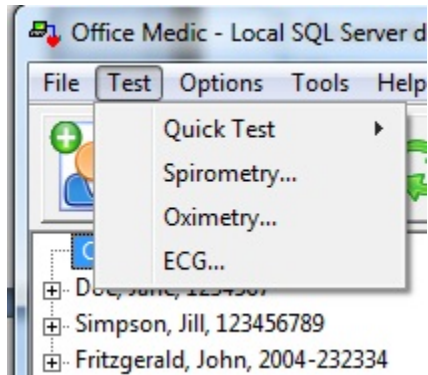 Office Medic - Local SQL Server d
File Test Options Tools Help
Quick Test
Spirometry...
Oximetry...
ECG...
Doe, Jane, 1234567
Simpson, Jill, 123456789
Fritzgerald, John, 2004-232334